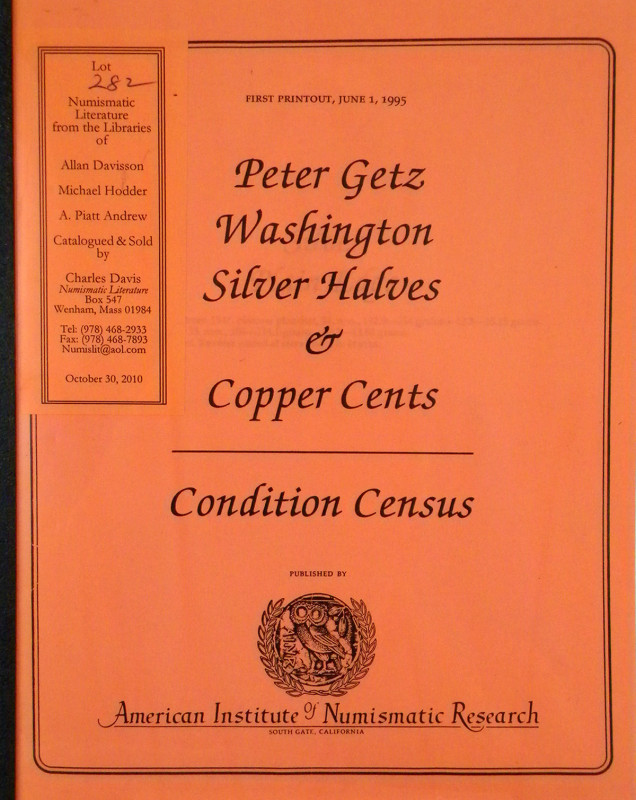 Lot
282
Numismatic
Literature
from the Libraries
of
Allan Davisson
Michael Hodder
A. Piatt Andrew
Catalogued & Sold
by
Charles Davis
Numismatic Literature
Box 547
Wenham, Mass 01984
Tel: (978) 468-2933
Fax: (978) 468-7893
Numislit@aol.com
October 30, 2010
FIRST PRINTOUT, JUNE 1, 1995
Peter Getz
Washington
Silver Halves
&
Copper Cents
Condition Census
PUBLISHED BY
American Institute of Numismatic Research
SOUTH GATE, CALIFORNIA